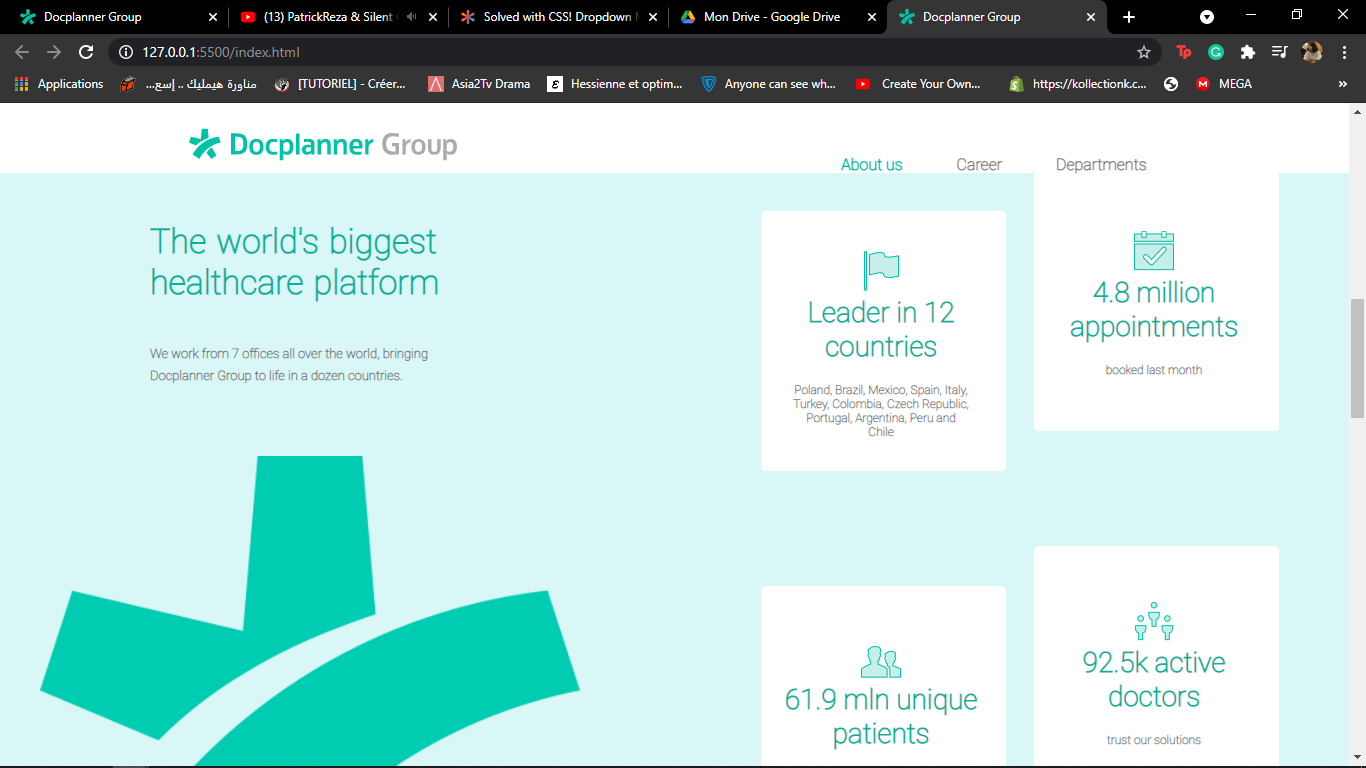 Docplanner Group
(13) PatrickReza & Silent
Solved with CSS! Dropdown
Mon Drive - Google Drive
Docplanner Group
127.0.0.1:5500/index.html
Applications
مناورة هيمليك .. إسع...
[TUTORIEL] - Créer...
Asia2Tv Drama
Hessienne et optim...
Anyone can see wh...
Create Your Own...
https://kollectionk.c...
MEGA
»
Docplanner Group
About us
Career
Departments
The world's biggest
healthcare platform
We work from 7 offices all over the world, bringing
Docplanner Group to life in a dozen countries.
Leader in 12
countries
Poland, Brazil, Mexico, Spain, Italy,
Turkey, Colombia, Czech Republic,
Portugal, Argentina, Peru and
Chile
4.8 million
appointments
booked last month
61.9 mln unique
patients
92.5k active
doctors
trust our solutions